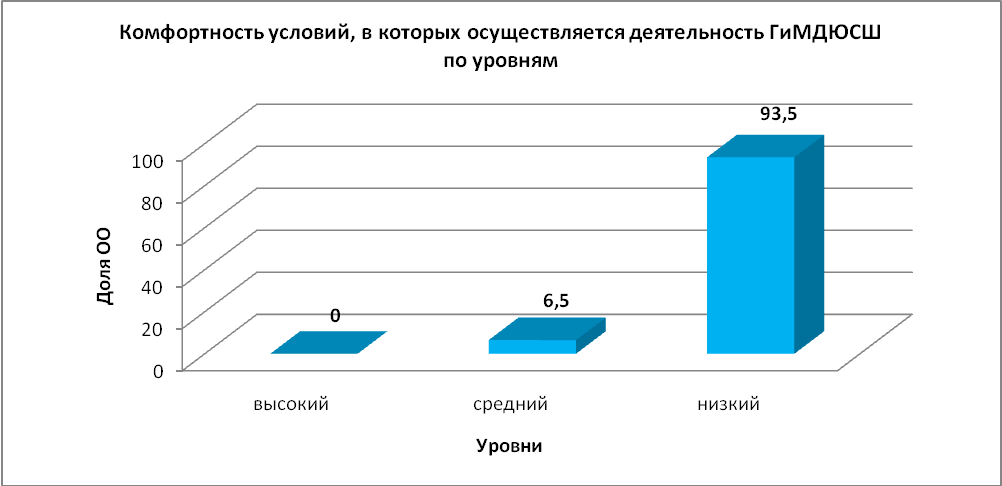 Комфортность условий, в которых осуществляется деятельность ГиМДЮСШ
по уровням
93,5
100
80
60
40
20
0
Доля ОО
6,5
0
высокий
средний
низкий
Уровни